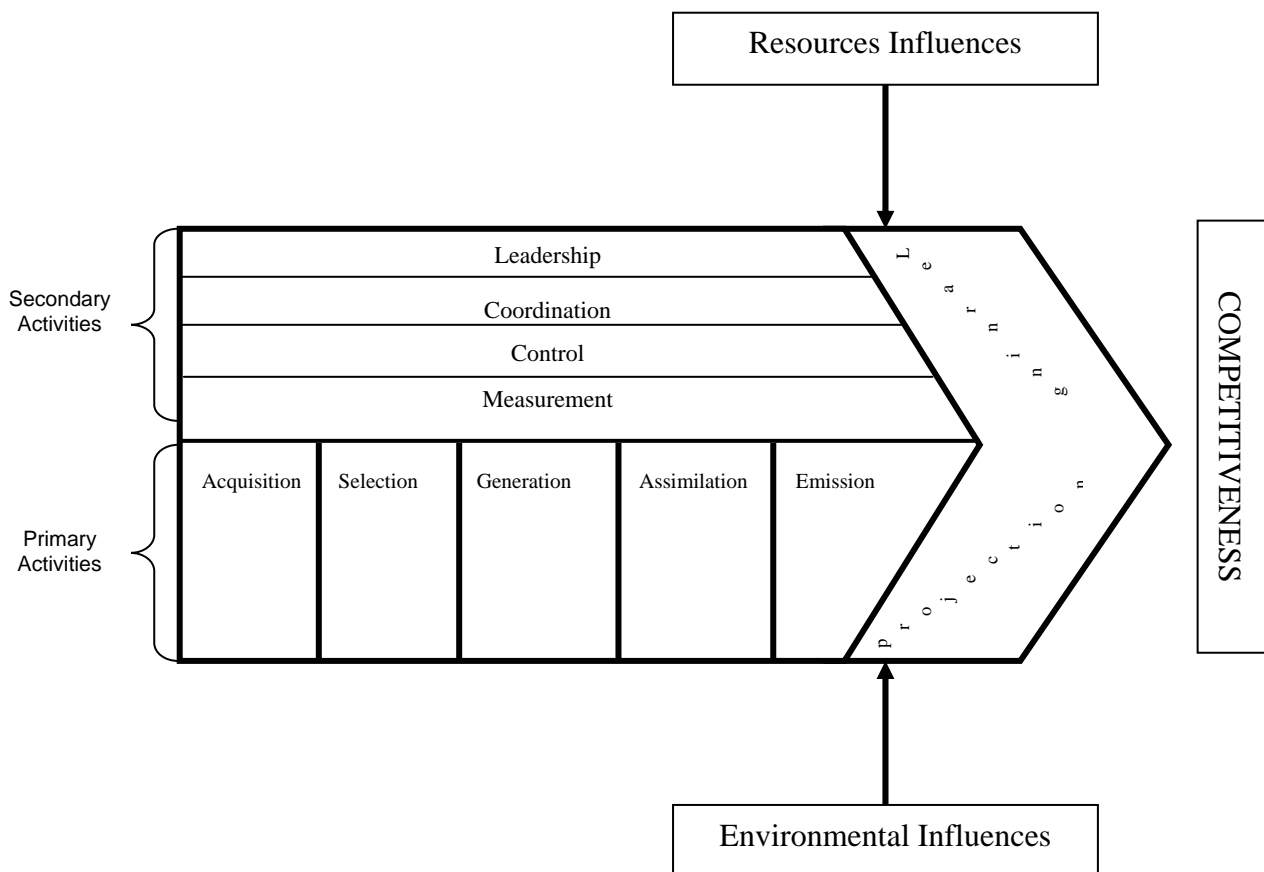 Resources Influences
Secondary
Activities
Leadership
Coordination
Control
Measurement
Learning
COMPETITIVENESS
Primary
Activities
Acquisition
Selection
Generation
Assimilation
Emission
projection
Environmental Influences